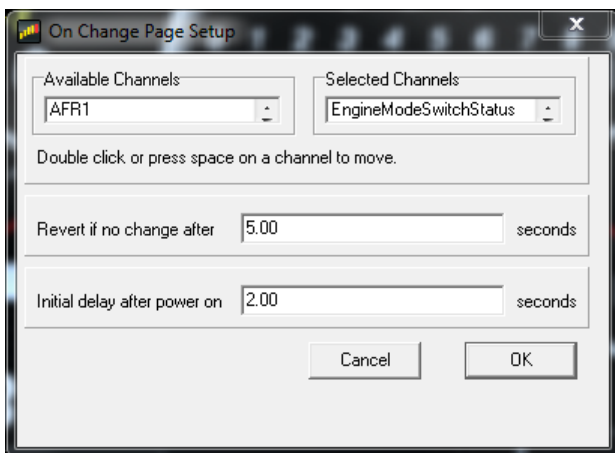 On Change Page Setup
Available Channels
Selected Channels
AFR1
EngineModeSwitchStatus
Double click or press space on a channel to move.
Revert if no change after 5.00 seconds
Initial delay after power on 2.00 seconds
Cancel OK